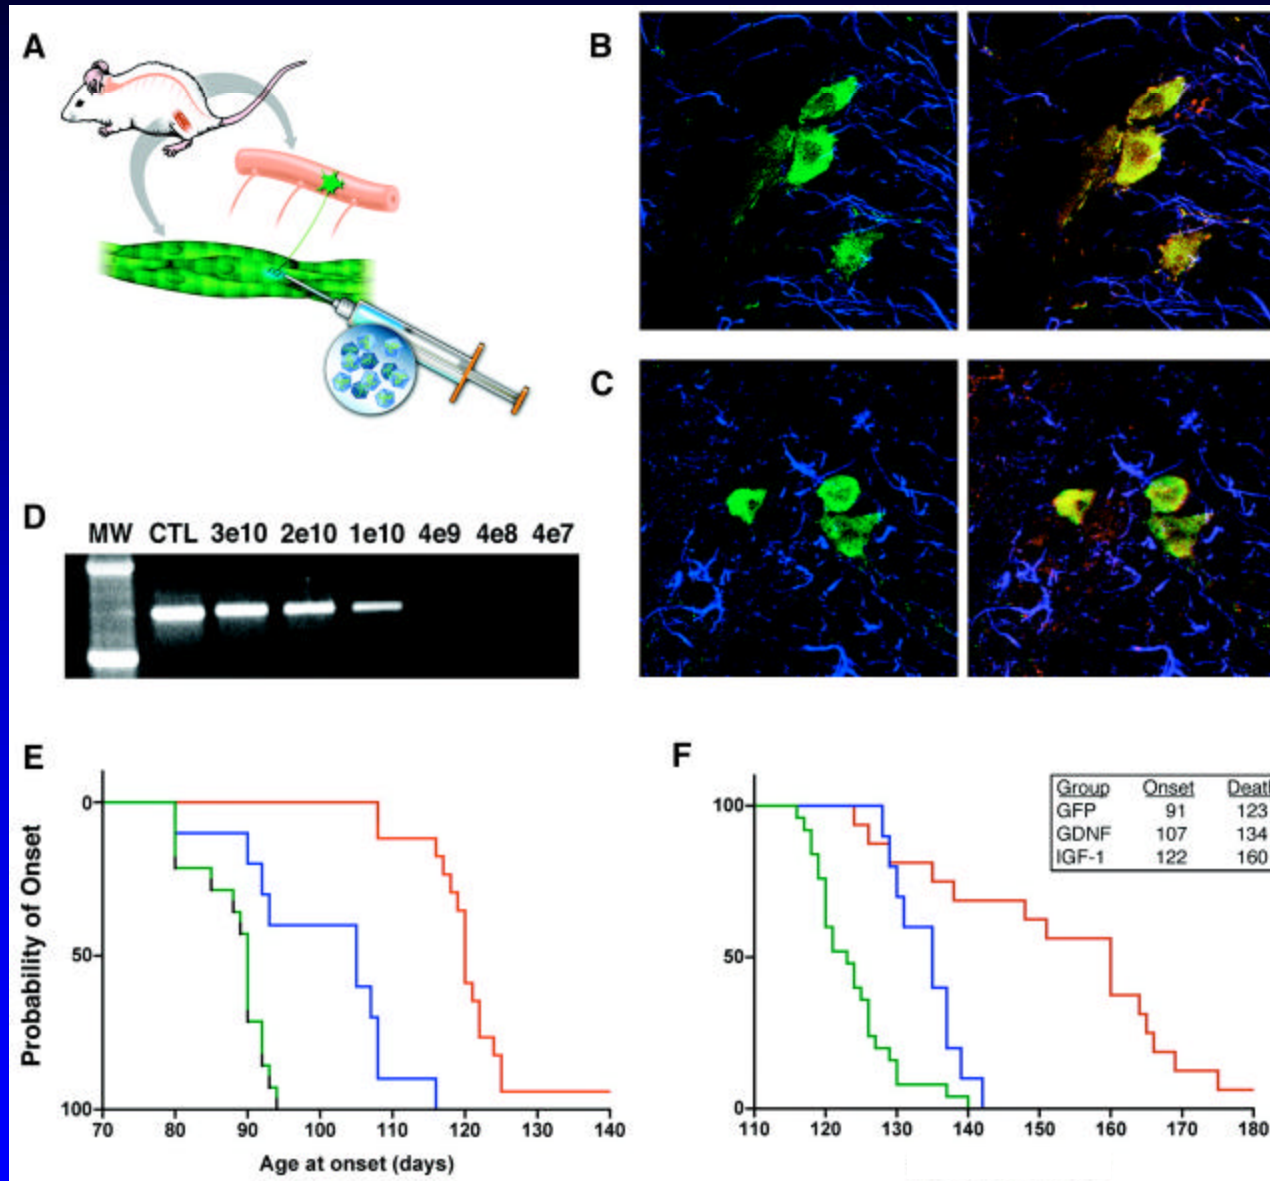 A
B
C
D
MW CTL 3e10 2e10 1e10 4e9 4e8 4e7
E
Probability of Onset
0
50
100
70 80 90 100 110 120 130 140
Age at onset (days)
F
100
50
0
110 120 130 140 150 160 170 180
Group Onset Death
GFP 91 123
GDNF 107 134
IGF-1 122 160